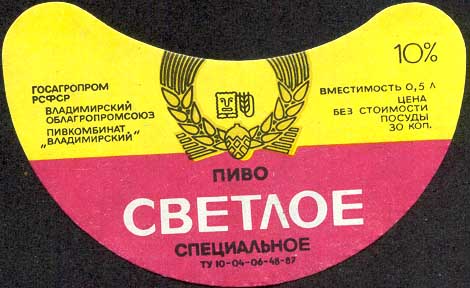 ГОСАГРОПРОМ
РСФСР
ВЛАДИМИРСКИЙ
ОБЛАГРОПРОМСОЮЗ
ПИВКОМБИНАТ
„ВЛАДИМИРСКИЙ"
10%
ВМЕСТИМОСТЬ 0,5 Л
ЦЕНА
БЕЗ СТОИМОСТИ
ПОСУДЫ
30 КОП.
ПИВО
СВЕТЛОЕ
СПЕЦИАЛЬНОЕ
ТУ 10-04-06-48-87